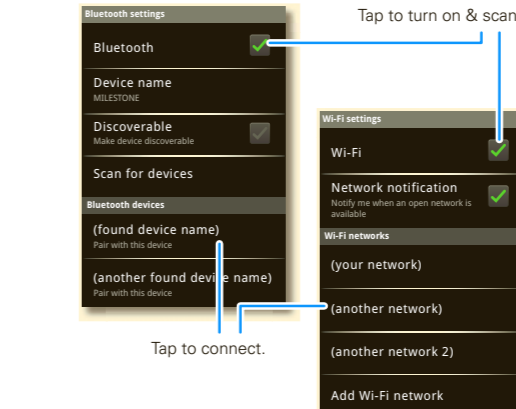 Tap to turn on & scan
Bluetooth settings
Bluetooth
Device name
MILESTONE
Discoverable
Make device discoverable
Scan for devices
Bluetooth devices
(found device name)
Pair with this device
(another found device name)
Pair with this device
Wi-Fi settings
Wi-Fi
Network notification
Notify me when an open network is
available
Wi-Fi networks
(your network)
(another network)
(another network 2)
Add Wi-Fi network
Tap to connect.